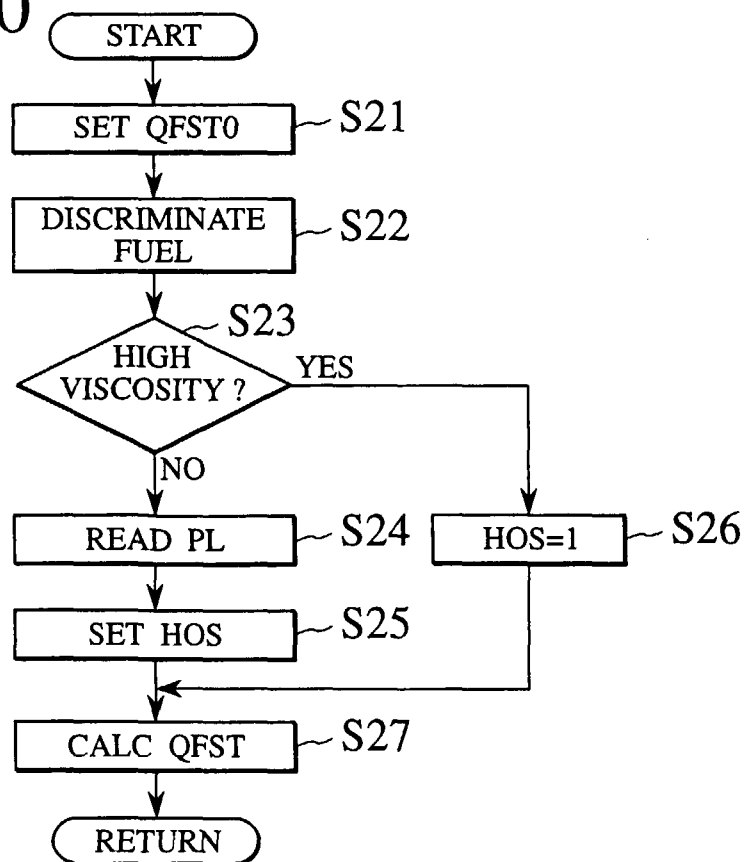 0
START
SET QFST0
S21
DISCRIMINATE
FUEL
S22
S23
HIGH
VISCOSITY ?
YES
NO
READ PL
S24
HOS=1
S26
SET HOS
S25
CALC QFST
S27
RETURN